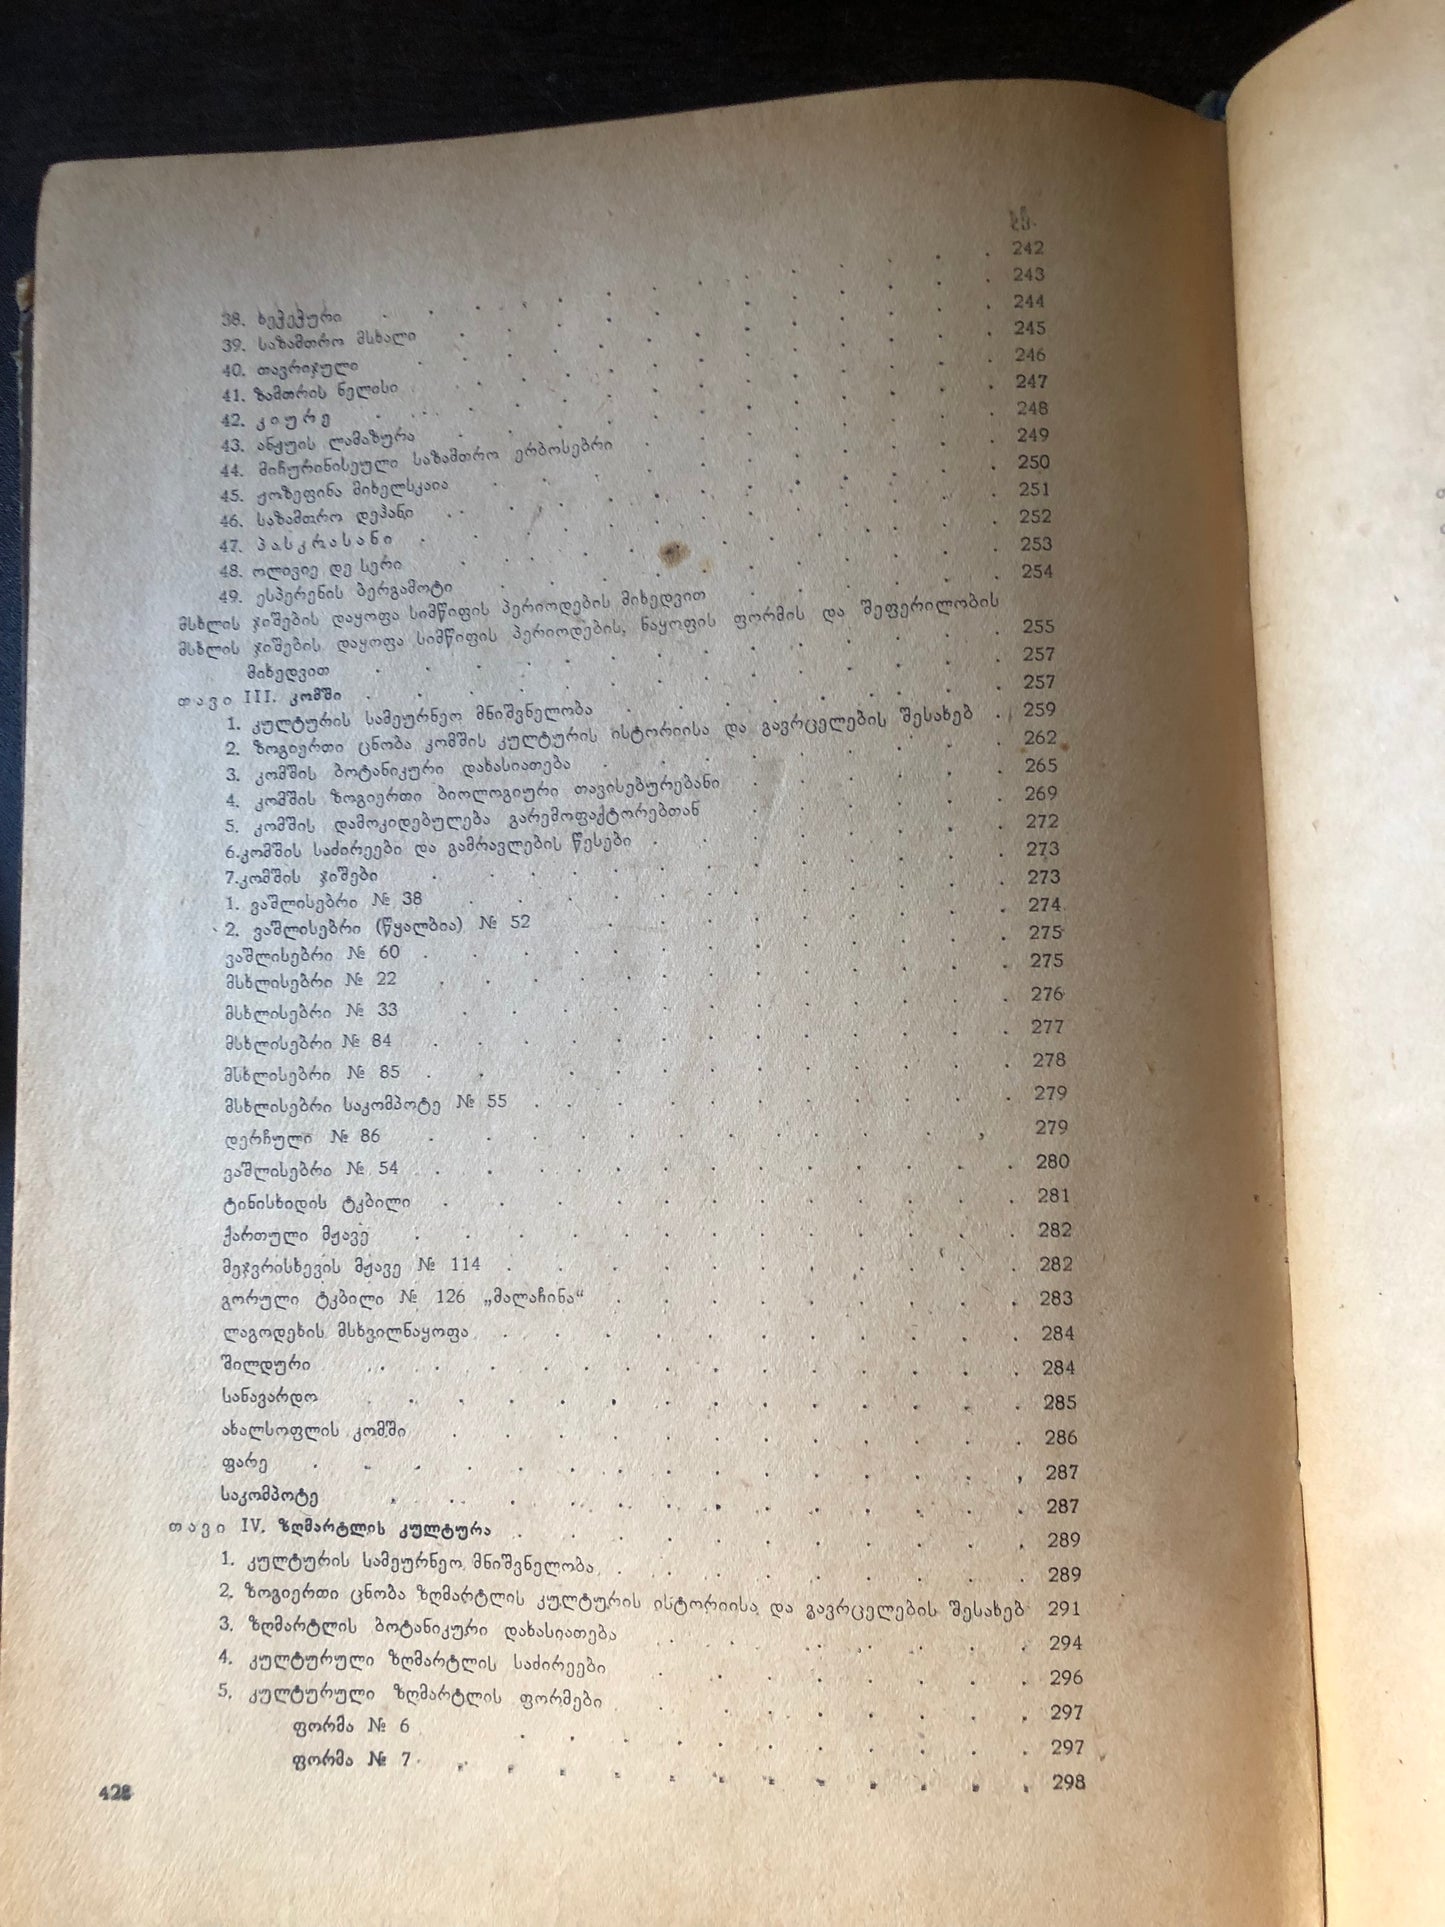 გვ.
38. ხეჭეჭური . . . 242
39. საზამთრო მსხალი . . . 243
40. თავრიჯული . . . 244
41. ზამთრის ნელისი . . . 245
42. კიურე . . . 246
43. ანჟუის ლამაზურა . . . 247
44. მიჩურინისეული საზამთრო ერბოსებრი . . . 248
45. ჟოზეფინა მიხელსკაია . . . 249
46. საზამთრო დეჰანი . . . 250
47. პასკრასანი . . . 251
48. ოლივიე დე სერი . . . 252
49. ესპერენის ბერგამოტი . . . 253
მსხლის ჯიშების დაყოფა სიმწიფის პერიოდების მიხედვით . . . 254
მსხლის ჯიშების დაყოფა სიმწიფის პერიოდების, ნაყოფის ფორმის და შეფერილობის
მიხედვით . . . 255
თავი III. კომში . . . 257
1. კულტურის სამეურნეო მნიშვნელობა . . . 257
2. ზოგიერთი ცნობა კომშის კულტურის ისტორიისა და გავრცელების შესახებ . 259
3. კომშის ბოტანიკური დახასიათება . . . 262
4. კომშის ზოგიერთი ბიოლოგიური თავისებურებანი . . . 265
5. კომშის დამოკიდებულება გარემოფაქტორებთან . . . 269
6.კომშის საძირეები და გამრავლების წესები . . . 272
7.კომშის ჯიშები . . . 273
1. ვაშლისებრი № 38 . . . 273
2. ვაშლისებრი (წყალბია) № 52 . . . 274
ვაშლისებრი № 60 . . . 275
მსხლისებრი № 22 . . . 275
მსხლისებრი № 33 . . . 276
მსხლისებრი № 84 . . . 277
მსხლისებრი № 85 . . . 278
მსხლისებრი საკომპოტე № 55 . . . 279
დერჩული № 86 . . . 279
ვაშლისებრი № 54 . . . 280
ტინისხიდის ტკბილი . . . 281
ქართული მჟავე . . . 282
მეჯვრისხევის მჟავე № 114 . . . 282
გორული ტკბილი № 126 „მალაჩინა“ . . . 283
ლაგოდეხის მსხვილნაყოფა . . . 284
შილდური . . . 284
სანავარდო . . . 285
ახალსოფლის კომში . . . 286
ფარე . . . 287
საკომპოტე . . . 287
თავი IV. ზღმარტლის კულტურა . . . 289
1. კულტურის სამეურნეო მნიშვნელობა . . . 289
2. ზოგიერთი ცნობა ზღმარტლის კულტურის ისტორიისა და გავრცელების შესახებ 291
3. ზღმარტლის ბოტანიკური დახასიათება . . . 294
4. კულტურული ზღმარტლის საძირეები . . . 296
5. კულტურული ზღმარტლის ფორმები . . . 297
ფორმა № 6 . . . 297
ფორმა № 7 . . . 298
428